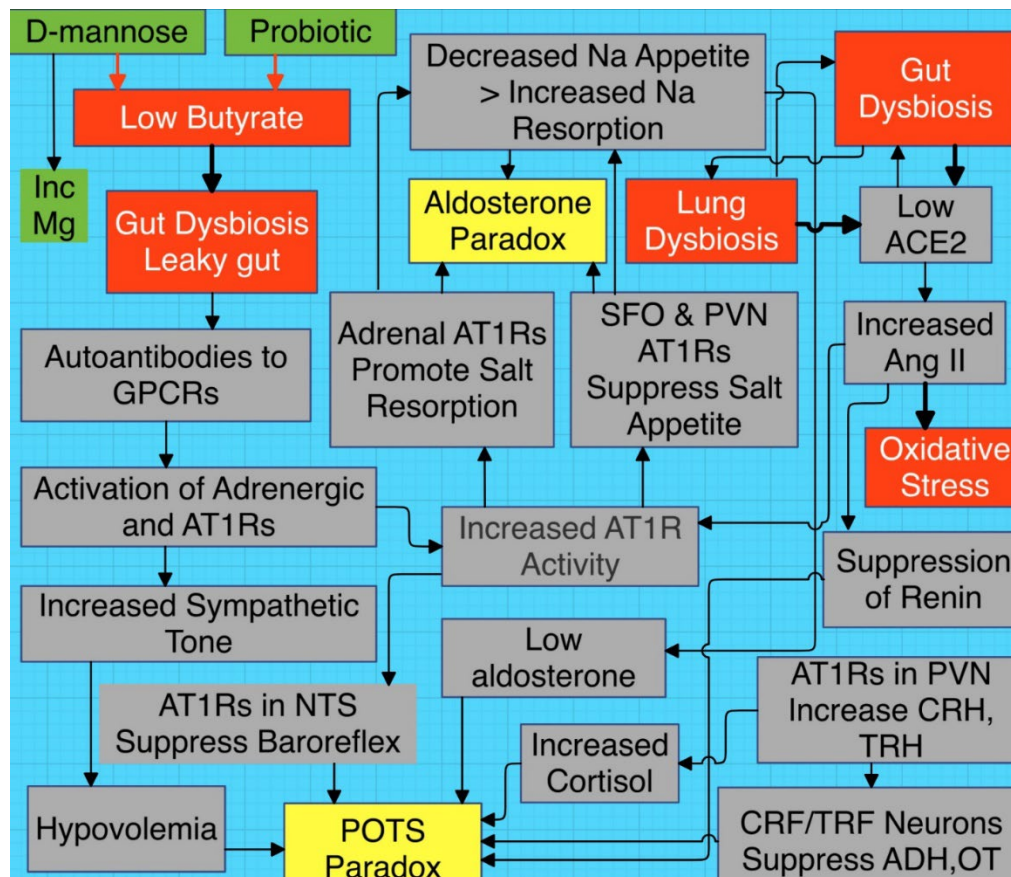 D-mannose
Probiotic
Low Butyrate
Inc
Mg
Gut Dysbiosis
Leaky gut
Autoantibodies to
GPCRs
Activation of Adrenergic
and AT1Rs
Increased Sympathetic
Tone
Hypovolemia
Decreased Na Appetite
> Increased Na
Resorption
Aldosterone
Paradox
Adrenal AT1Rs
Promote Salt
Resorption
SFO & PVN
AT1Rs
Suppress Salt
Appetite
Increased AT1R
Activity
AT1Rs in NTS
Suppress Baroreflex
Low
aldosterone
Increased
Cortisol
POTS
Paradox
Gut
Dysbiosis
Lung
Dysbiosis
Low
ACE2
Increased
Ang II
Oxidative
Stress
Suppression
of Renin
AT1Rs in PVN
Increase CRH,
TRH
CRF/TRF Neurons
Suppress ADH,OT